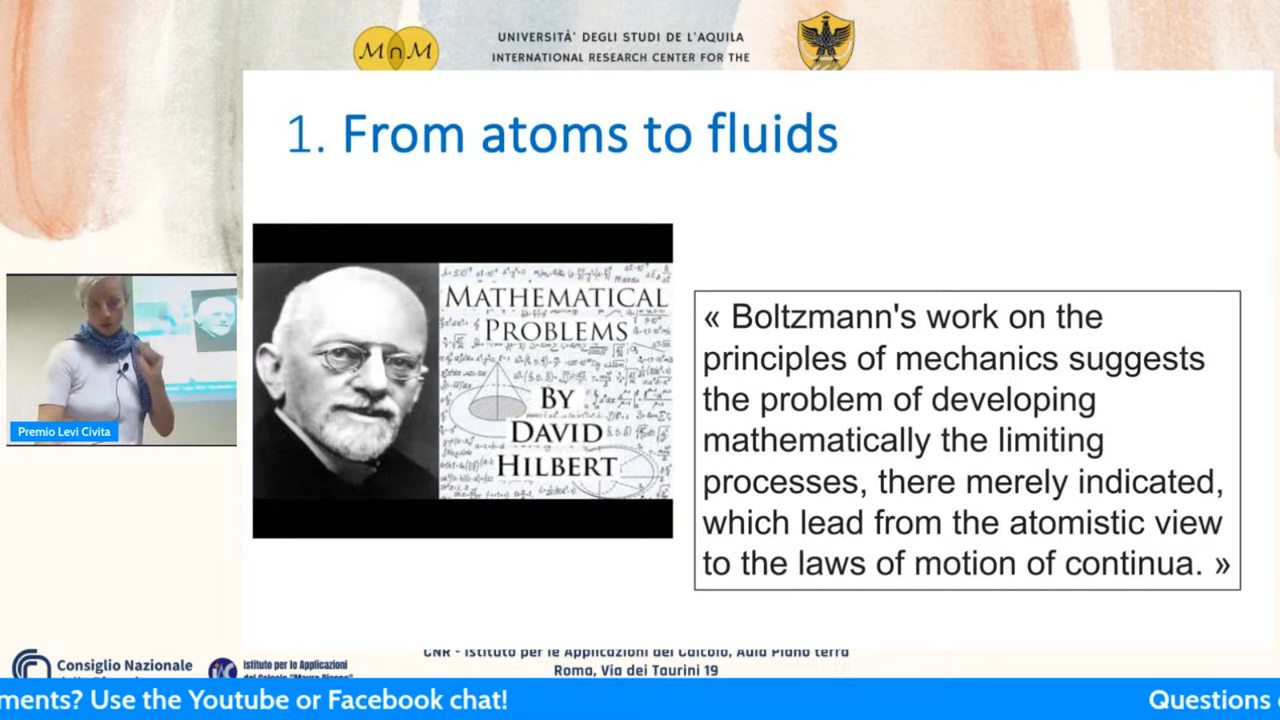 MnM
UNIVERSITÀ' DEGLI STUDI DE L'AQUILA
INTERNATIONAL RESEARCH CENTER FOR THE
1. From atoms to fluids
MATHEMATICAL
PROBLEMS
BY
DAVID
HILBERT
« Boltzmann's work on the
principles of mechanics suggests
the problem of developing
mathematically the limiting
processes, there merely indicated,
which lead from the atomistic view
to the laws of motion of continua. »
Premio Levi Civita
CNR - Istituto per le Applicazioni del Calcolo, Aula Piano terra
Roma, Via dei Taurini 19
Consiglio Nazionale
Istituto per le Applicazioni
ments? Use the Youtube or Facebook chat!
Questions